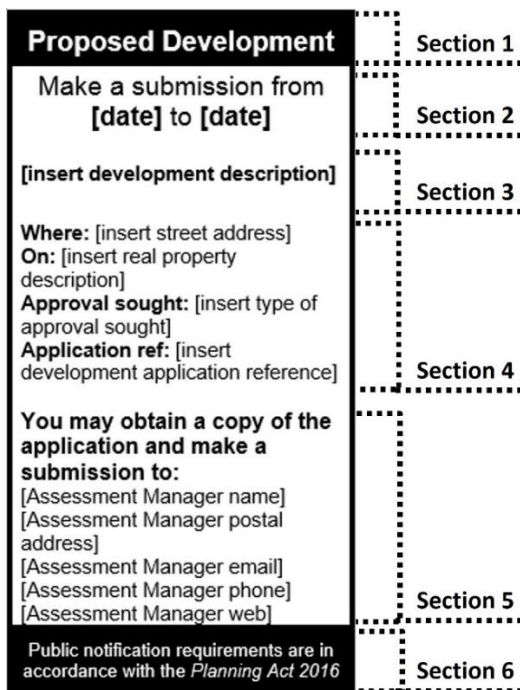 Proposed Development
Section 1
Make a submission from
[date] to [date]
Section 2
[insert development description]
Section 3
Where: [insert street address]
On: [insert real property
description]
Approval sought: [insert type of
approval sought]
Application ref: [insert
development application reference]
Section 4
You may obtain a copy of the
application and make a
submission to:
[Assessment Manager name]
[Assessment Manager postal
address]
[Assessment Manager email]
[Assessment Manager phone]
[Assessment Manager web]
Section 5
Public notification requirements are in
accordance with the Planning Act 2016
Section 6